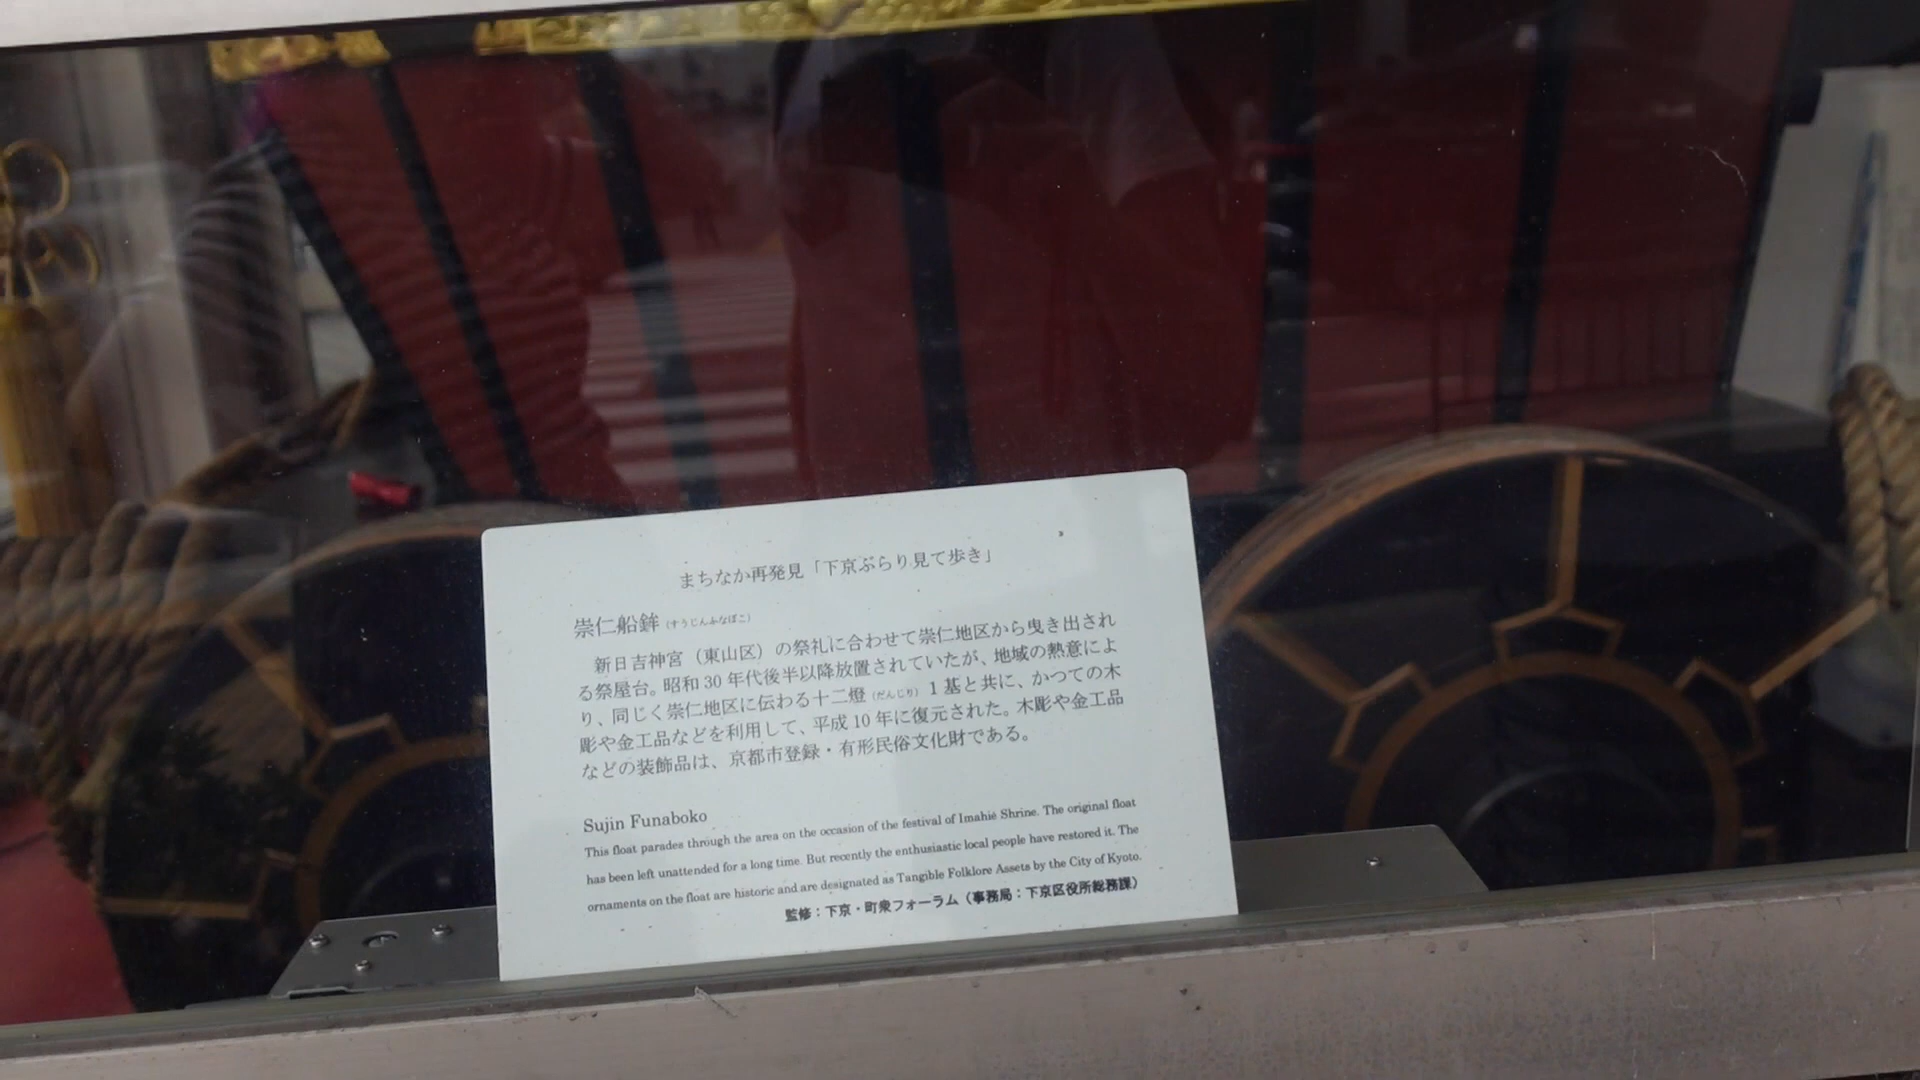 まちなか再発見「下京ぶらり見て歩き」
崇仁船鉾（すうじんふなぼこ）
新日吉神宮（東山区）の祭礼に合わせて崇仁地区から曳き出され
る祭屋台。昭和30年代後半以降放置されていたが、地域の熱意によ
り、同じく崇仁地区に伝わる十二燈（だんじり）1基と共に、かつての木
彫や金工品などを利用して、平成10年に復元された。木彫や金工品
などの装飾品は、京都市登録・有形民俗文化財である。
Sujin Funaboko
This float parades through the area on the occasion of the festival of Imahie Shrine. The original float
has been left unattended for a long time. But recently the enthusiastic local people have restored it. The
ornaments on the float are historic and are designated as Tangible Folklore Assets by the City of Kyoto.
監修：下京・町衆フォーラム（事務局：下京区役所総務課）